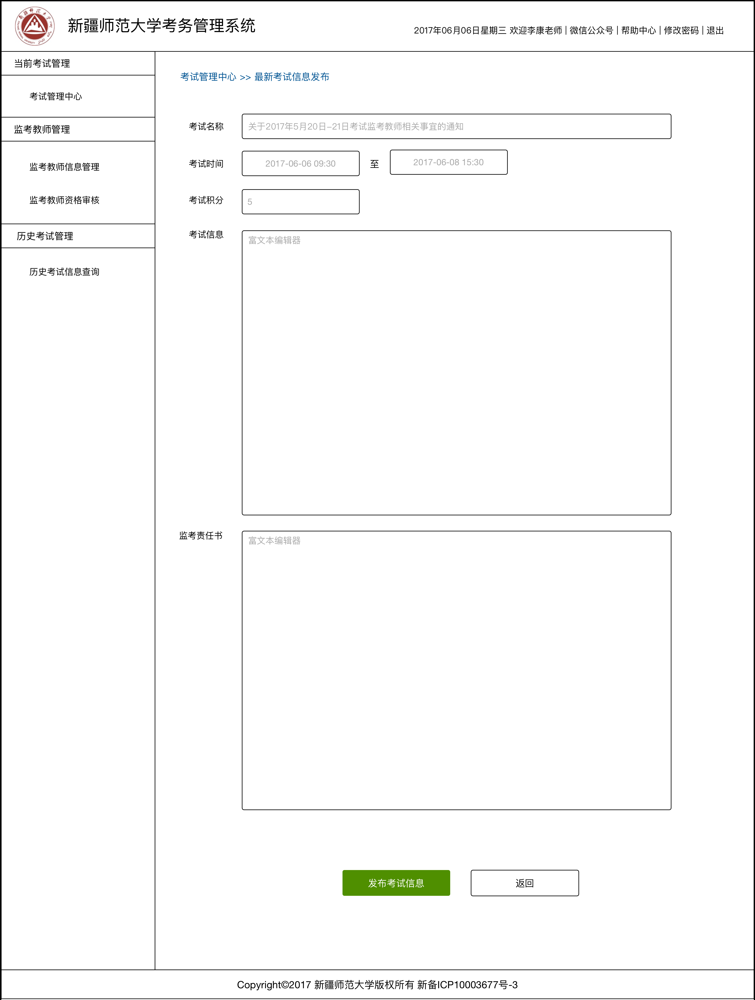 新疆师范大学
UNIVERSITY
新疆师范大学考务管理系统
2017年06月06日星期三 欢迎李康老师 | 微信公众号 | 帮助中心 | 修改密码 | 退出
当前考试管理
考试管理中心
监考教师管理
监考教师信息管理
监考教师资格审核
历史考试管理
历史考试信息查询
考试管理中心 >> 最新考试信息发布
考试名称 关于2017年5月20日-21日考试监考教师相关事宜的通知
考试时间 2017-06-06 09:30 至 2017-06-08 15:30
考试积分 5
考试信息 富文本编辑器
监考责任书 富文本编辑器
发布考试信息 返回
Copyright©2017 新疆师范大学版权所有 新备ICP10003677号-3